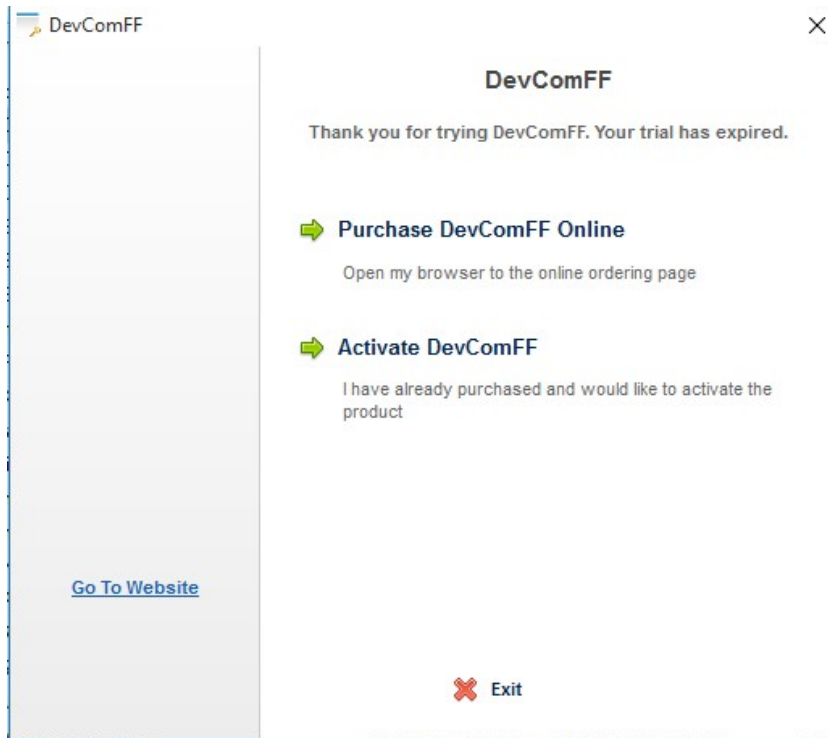 DevComFF
DevComFF
Thank you for trying DevComFF. Your trial has expired.
Purchase DevComFF Online
Open my browser to the online ordering page
Activate DevComFF
I have already purchased and would like to activate the
product
Go To Website
Exit